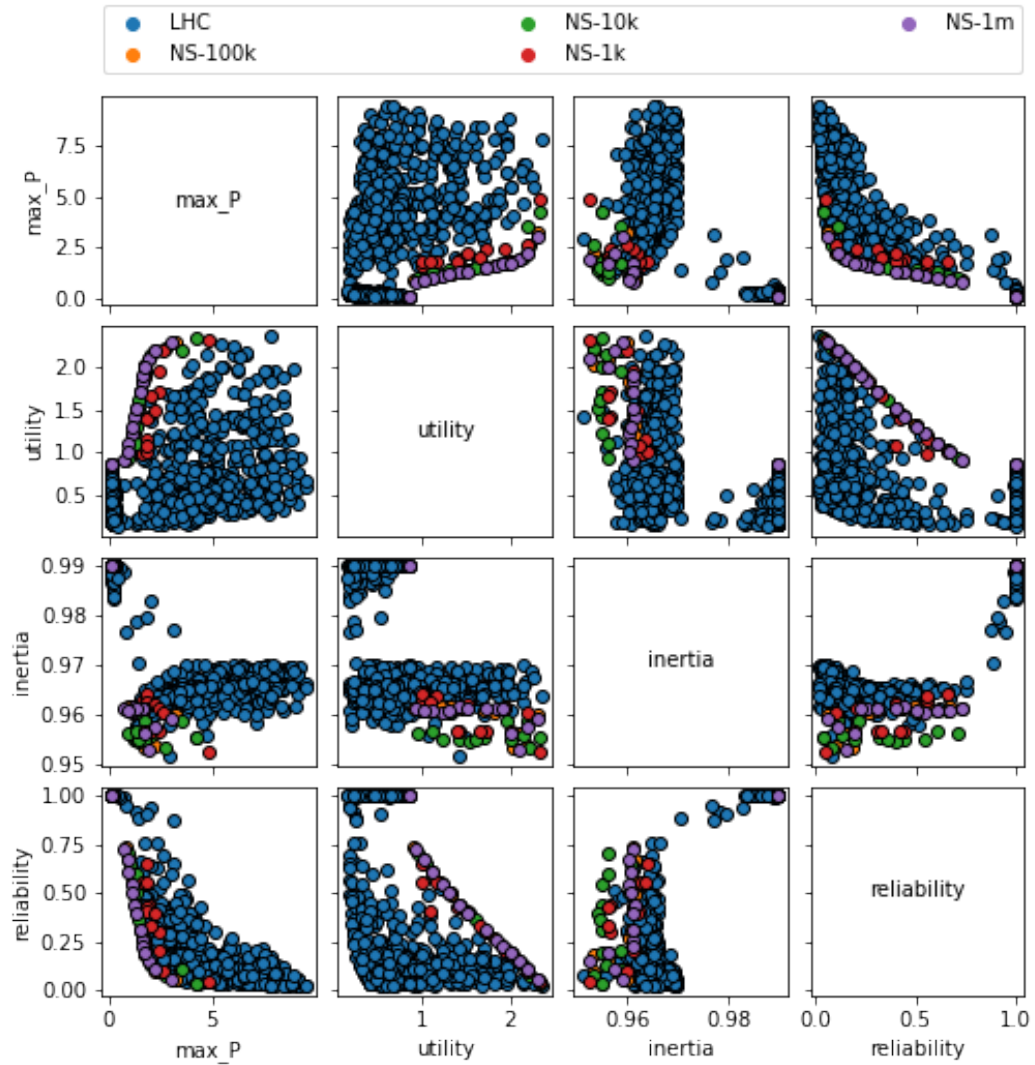 LHC NS-10k NS-1m
NS-100k NS-1k
max_P
7.5
5.0
2.5
0.0
max_P
utility
2.0
1.5
1.0
0.5
utility
inertia
0.99
0.98
0.97
0.96
0.95
inertia
reliability
1.00
0.75
0.50
0.25
0.00
reliability
0 5 1 2 0.96 0.98 0.0 0.5 1.0
max_P utility inertia reliability